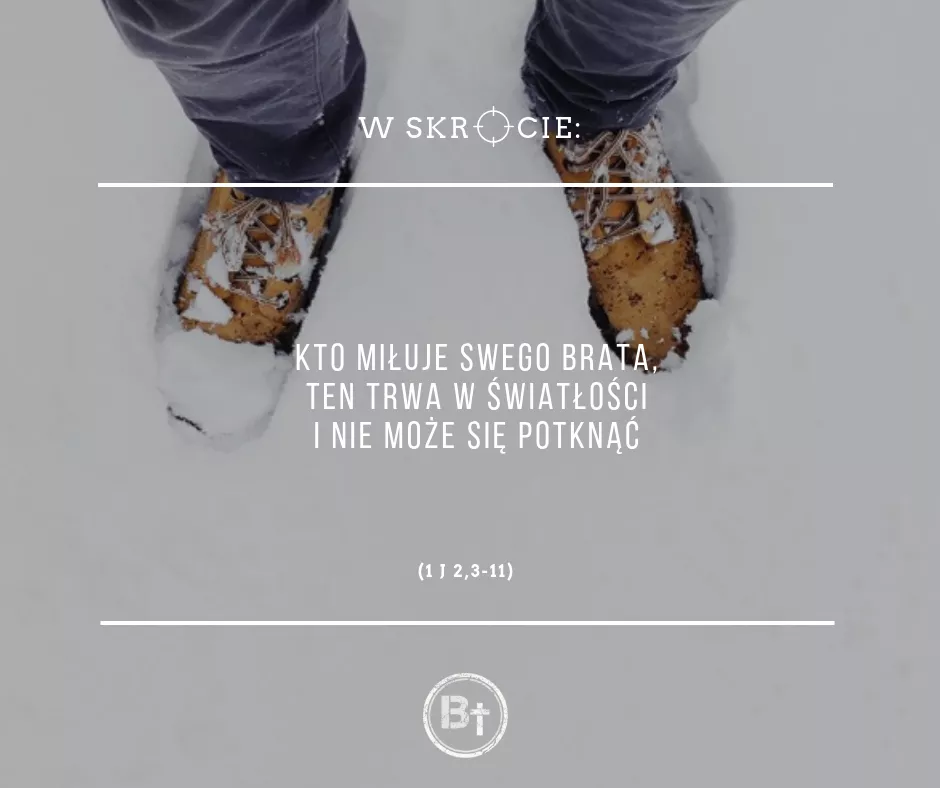 W SKRÓCIE:
KTO MIŁUJE SWEGO BRATA,
TEN TRWA W ŚWIATŁOŚCI
I NIE MOŻE SIĘ POTKNĄĆ
(1 J 2,3-11)
B†